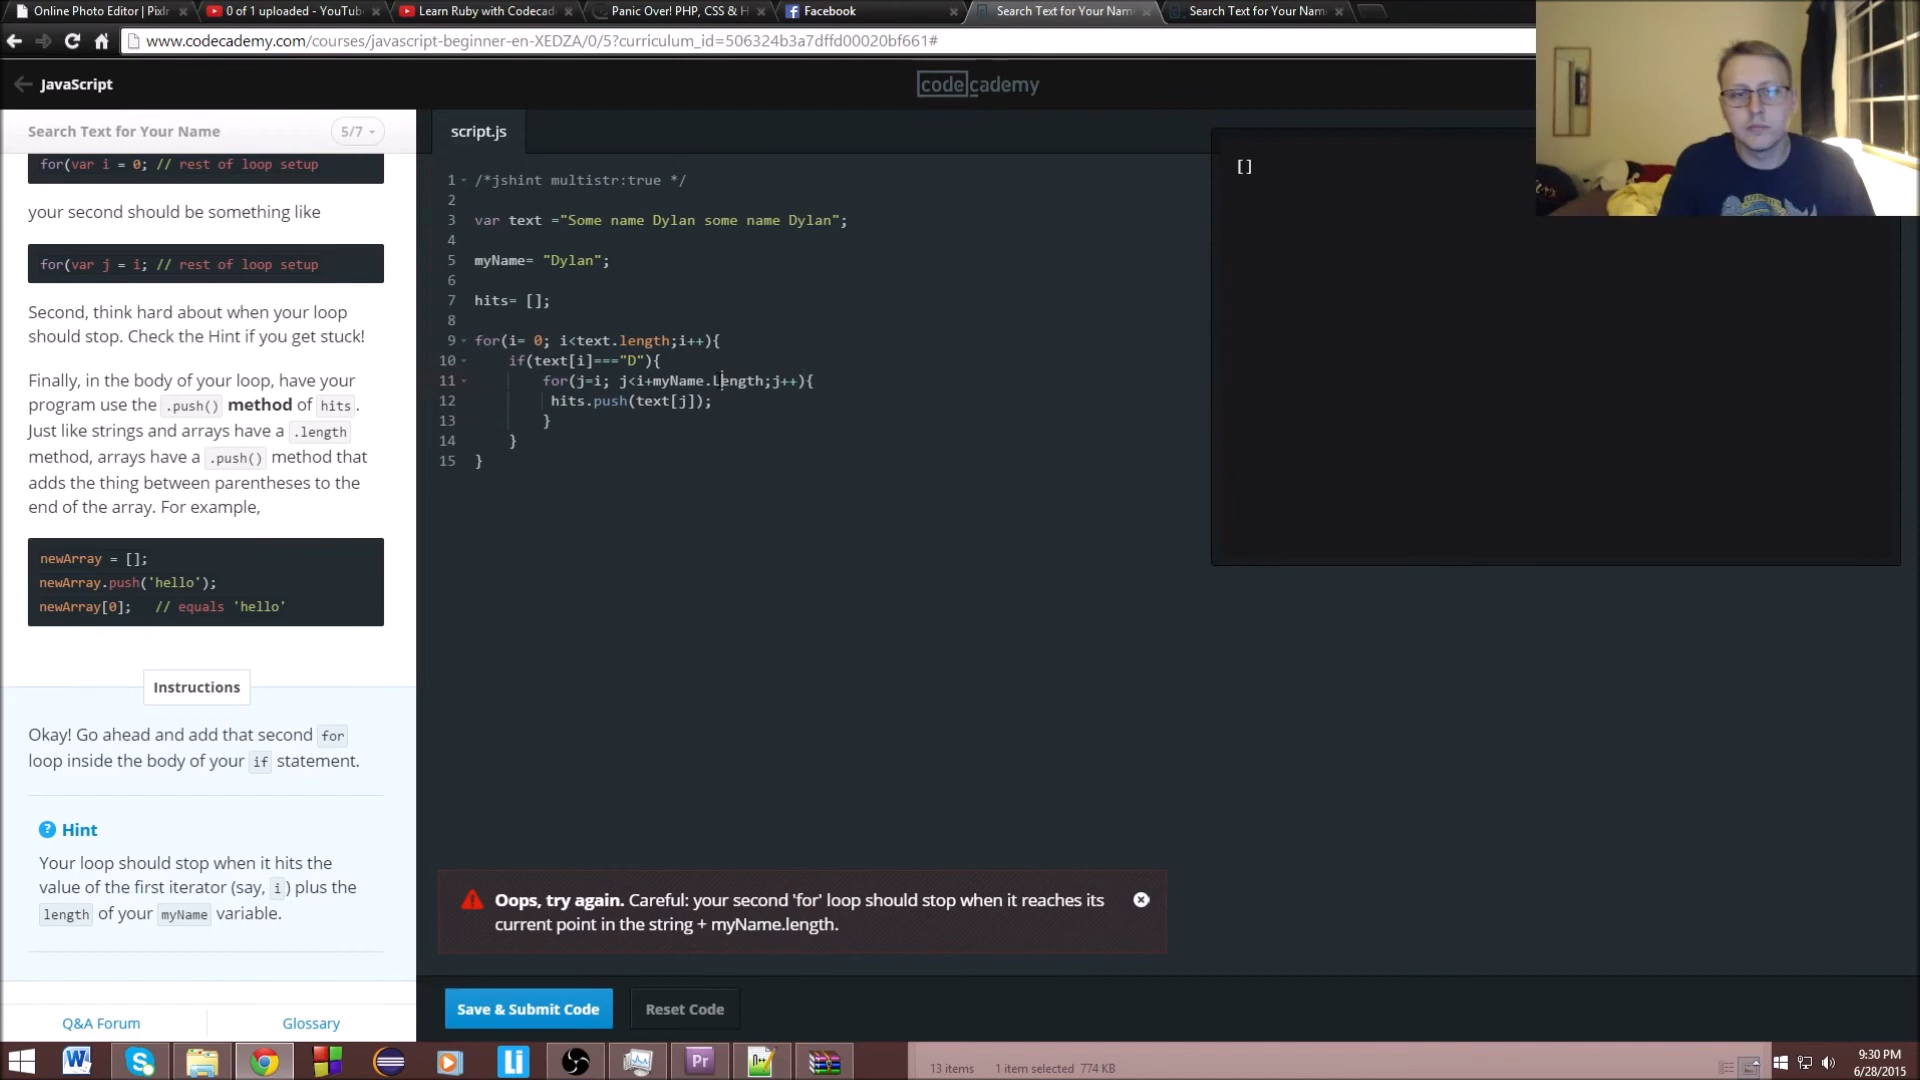 Online Photo Editor | Pixlr
0 of 1 uploaded - YouTub
Learn Ruby with Codecad
Panic Over! PHP, CSS & H
Facebook
Search Text for Your Nam
Search Text for Your Nam
www.codecademy.com/courses/javascript-beginner-en-XEDZA/0/5?curriculum_id=506324b3a7dffd00020bf661#
JavaScript
codecademy
Search Text for Your Name
5/7
for(var i = 0; // rest of loop setup
your second should be something like
for(var j = i; // rest of loop setup
Second, think hard about when your loop
should stop. Check the Hint if you get stuck!
Finally, in the body of your loop, have your
program use the .push() method of hits.
Just like strings and arrays have a .length
method, arrays have a .push() method that
adds the thing between parentheses to the
end of the array. For example,
newArray = [];
newArray.push('hello');
newArray[0];   // equals 'hello'
Instructions
Okay! Go ahead and add that second for
loop inside the body of your if statement.
? Hint
Your loop should stop when it hits the
value of the first iterator (say, i) plus the
length of your myName variable.
Q&A Forum
Glossary
script.js
1 /*jshint multistr:true */
2
3 var text ="Some name Dylan some name Dylan";
4
5 myName= "Dylan";
6
7 hits= [];
8
9 for(i= 0; i<text.length;i++){
10 if(text[i]==="D"){
11 for(j=i; j<i+myName.Length;j++){
12 hits.push(text[j]);
13 }
14 }
15 }
[]
Oops, try again. Careful: your second 'for' loop should stop when it reaches its
current point in the string + myName.length.
Save & Submit Code
Reset Code
13 items
1 item selected 774 KB
9:30 PM
6/28/2015